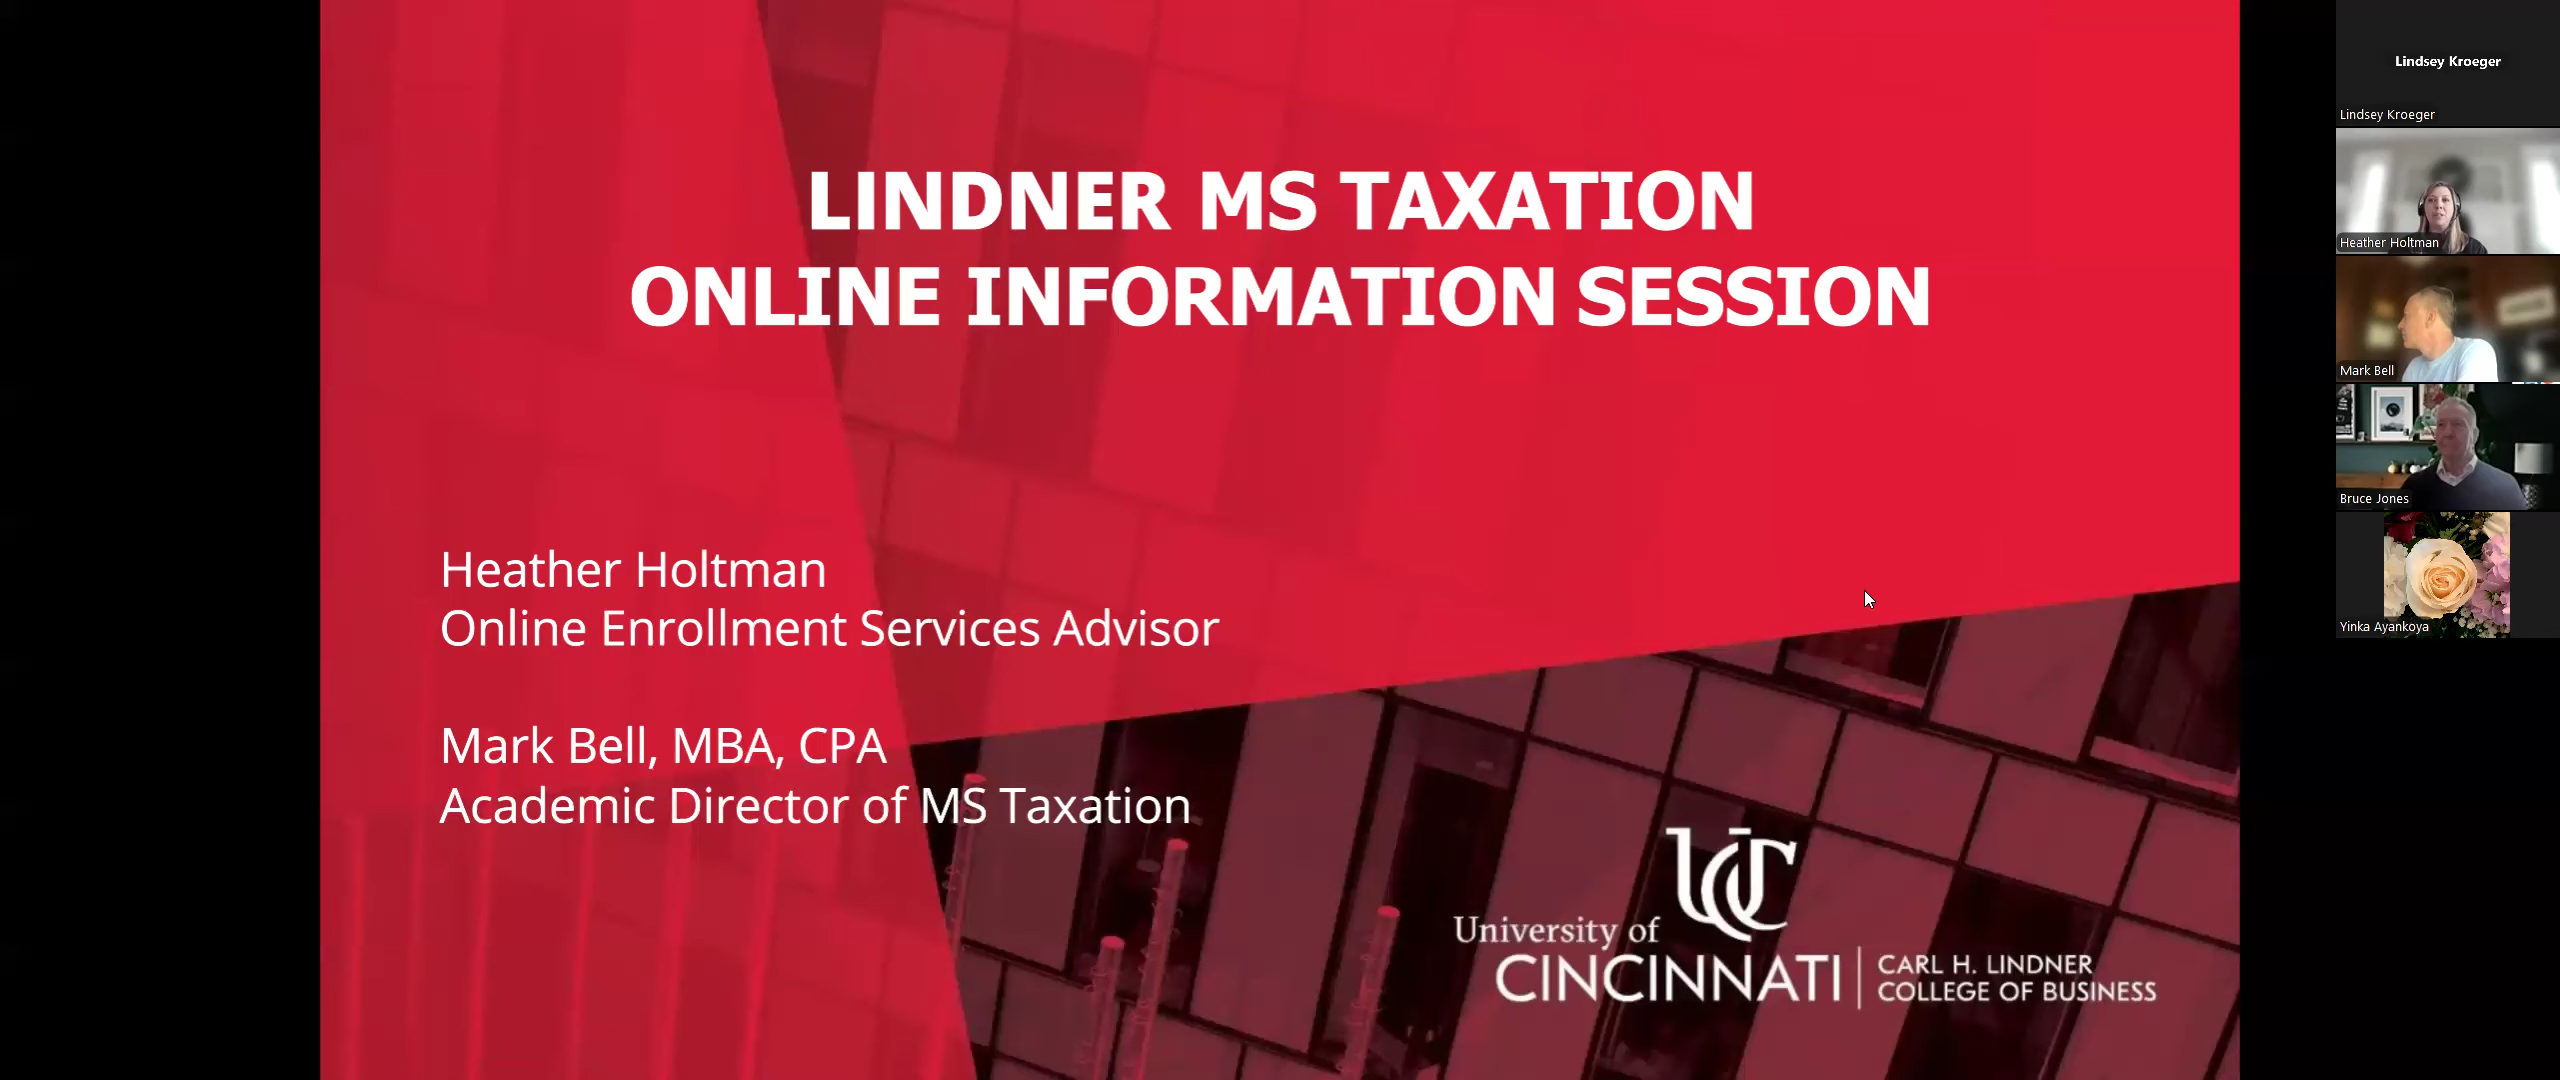 LINDNER MS TAXATION
ONLINE INFORMATION SESSION
Heather Holtman
Online Enrollment Services Advisor
Mark Bell, MBA, CPA
Academic Director of MS Taxation
UC
University of
CINCINNATI
CARL H. LINDNER
COLLEGE OF BUSINESS
Lindsey Kroeger
Lindsey Kroeger
Heather Holtman
Mark Bell
Bruce Jones
Yinka Ayankoya